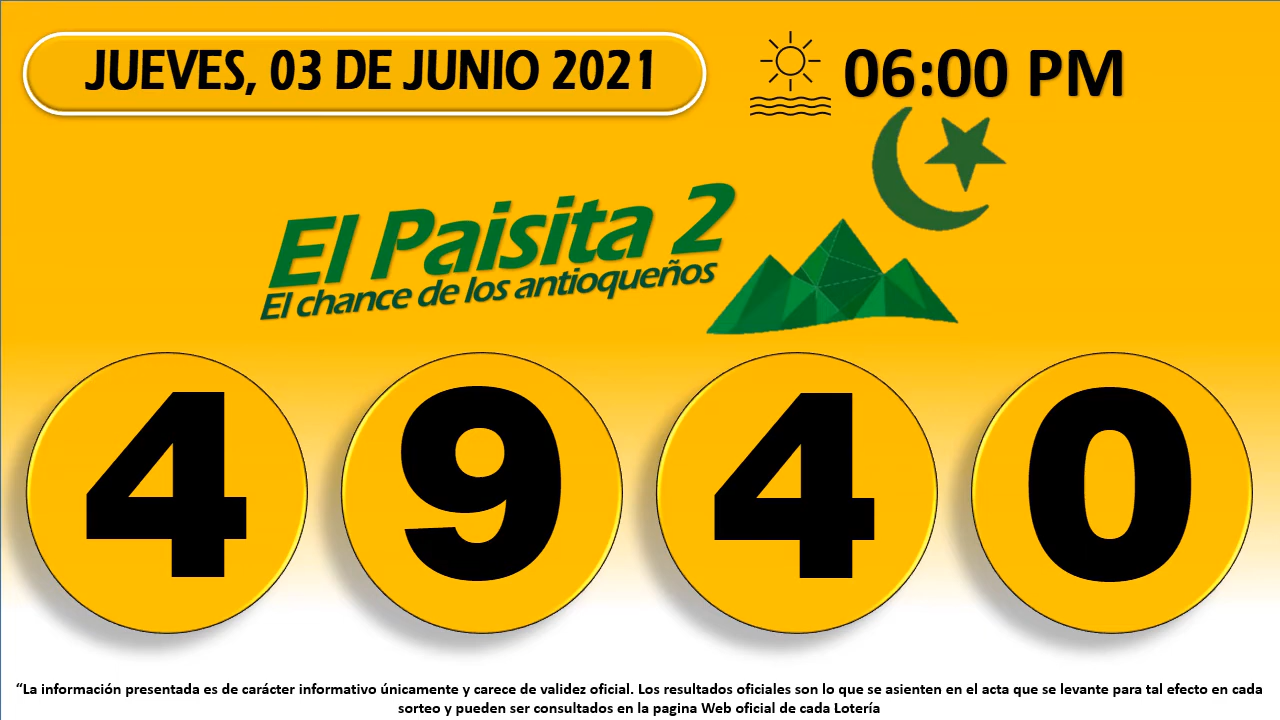 JUEVES, 03 DE JUNIO 2021
06:00 PM
El Paisita 2
El chance de los antioqueños
4 9 4 0
“La información presentada es de carácter informativo únicamente y carece de validez oficial. Los resultados oficiales son lo que se asienten en el acta que se levante para tal efecto en cada
sorteo y pueden ser consultados en la pagina Web oficial de cada Lotería